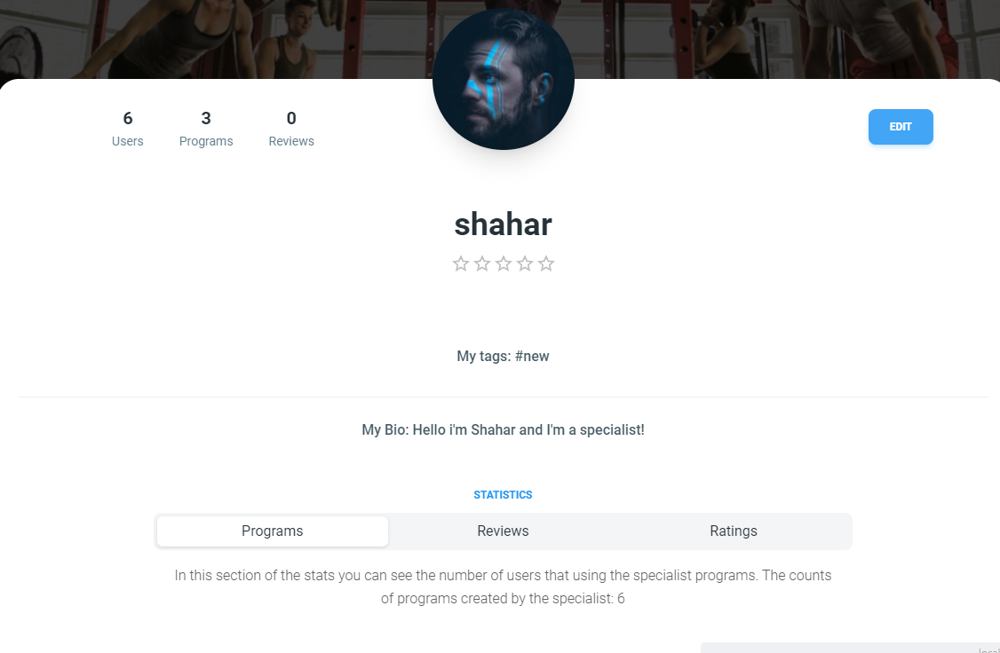 6 3 0
Users Programs Reviews
EDIT
shahar
My tags: #new
My Bio: Hello i'm Shahar and I'm a specialist!
STATISTICS
Programs Reviews Ratings
In this section of the stats you can see the number of users that using the specialist programs. The counts
of programs created by the specialist: 6